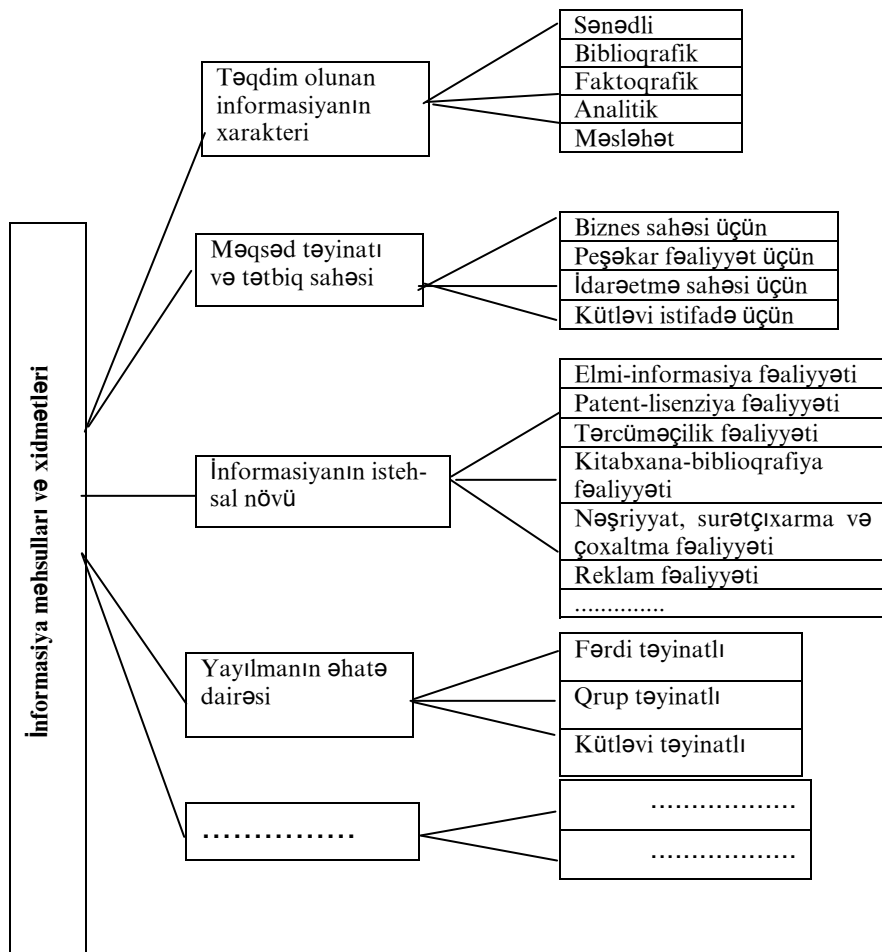 İnformasiya məhsulları və xidmətləri
Təqdim olunan
informasiyanın
xarakteri
Sənədli
Biblioqrafik
Faktoqrafik
Analitik
Məsləhət
Məqsəd təyinatı
və tətbiq sahəsi
Biznes sahəsi üçün
Peşəkar fəaliyyət üçün
İdarəetmə sahəsi üçün
Kütləvi istifadə üçün
İnformasiyanın isteh-
sal növü
Elmi-informasiya fəaliyyəti
Patent-lisenziya fəaliyyəti
Tərcüməçilik fəaliyyəti
Kitabxana-biblioqrafiya
fəaliyyəti
Nəşriyyat, surətçıxarma və
çoxaltma fəaliyyəti
Reklam fəaliyyəti
..............
Yayılmanın əhatə
dairəsi
Fərdi təyinatlı
Qrup təyinatlı
Kütləvi təyinatlı
...............
..................
..................